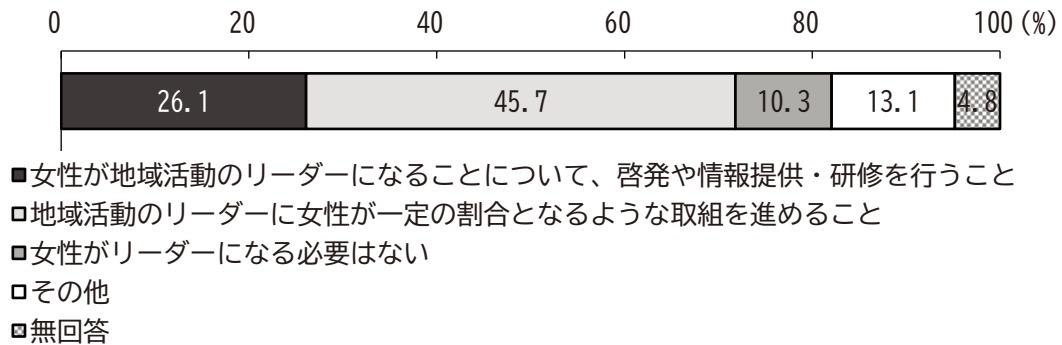 0 20 40 60 80 100 (%)
26.1 45.7 10.3 13.1 4.8
■女性が地域活動のリーダーになることについて、啓発や情報提供・研修を行うこと
□地域活動のリーダーに女性が一定の割合となるような取組を進めること
■女性がリーダーになる必要はない
□その他
▨無回答